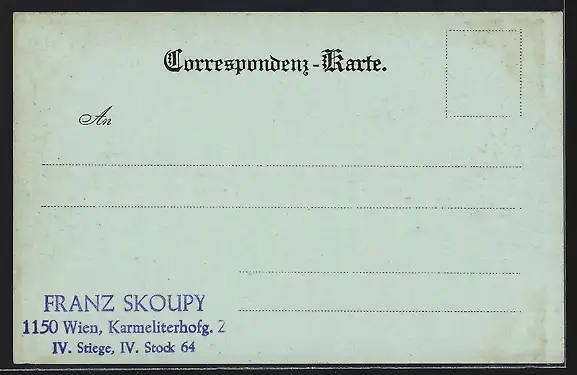 Correspondenz-Karte.
An
FRANZ SKOUPY
1150 Wien, Karmeliterhofg. 2
IV. Stiege, IV. Stock 64